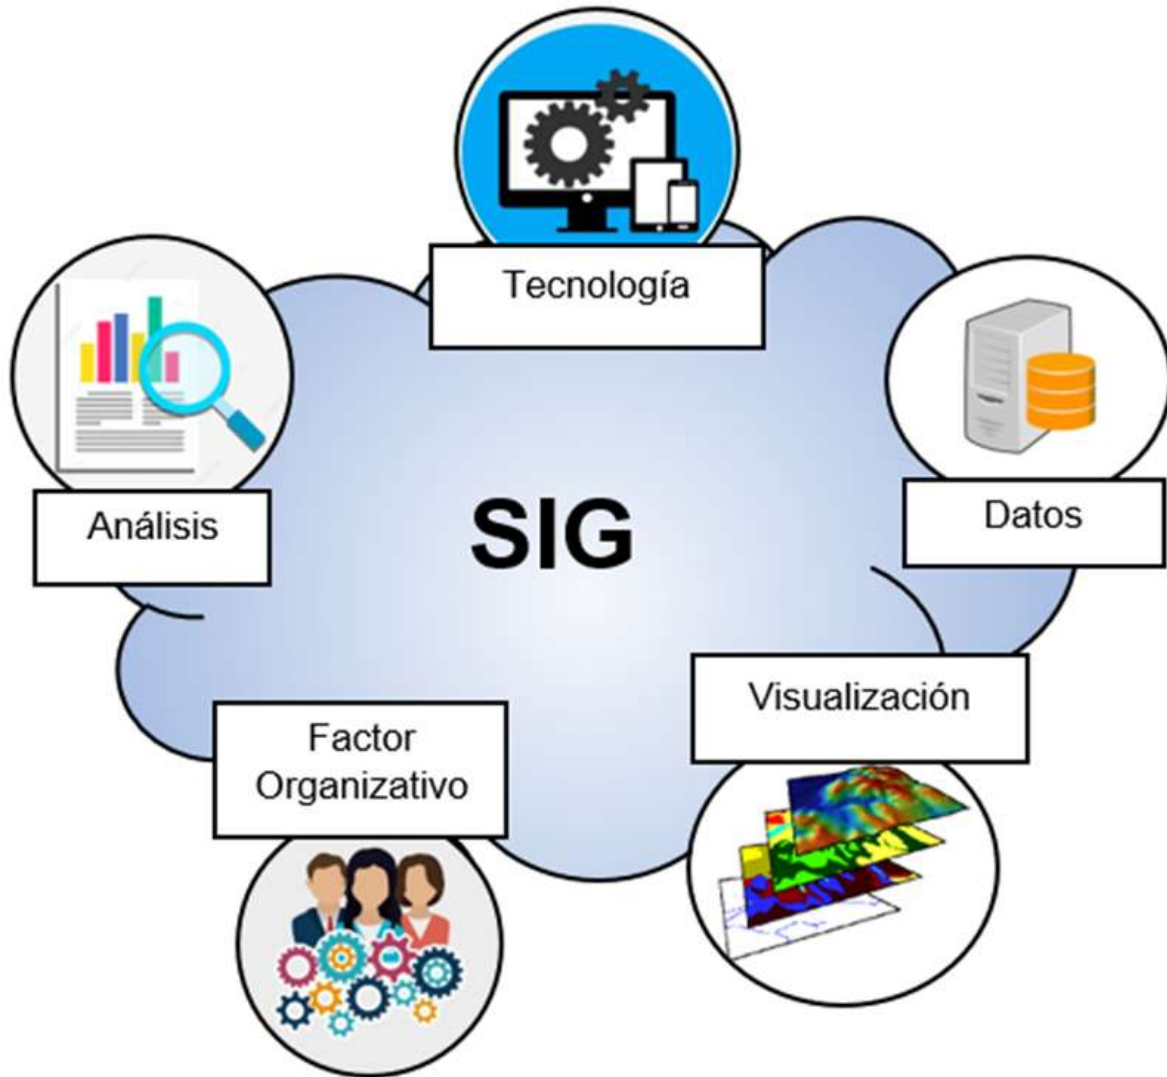 Tecnología
Análisis
SIG
Datos
Visualización
Factor
Organizativo